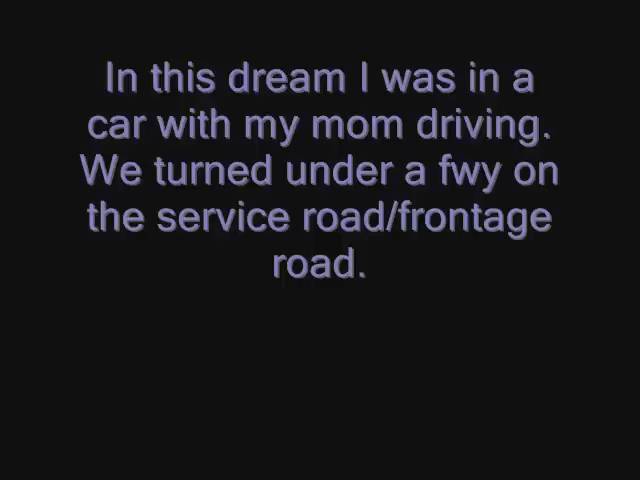 In this dream I was in a
car with my mom driving.
We turned under a fwy on
the service road/frontage
road.